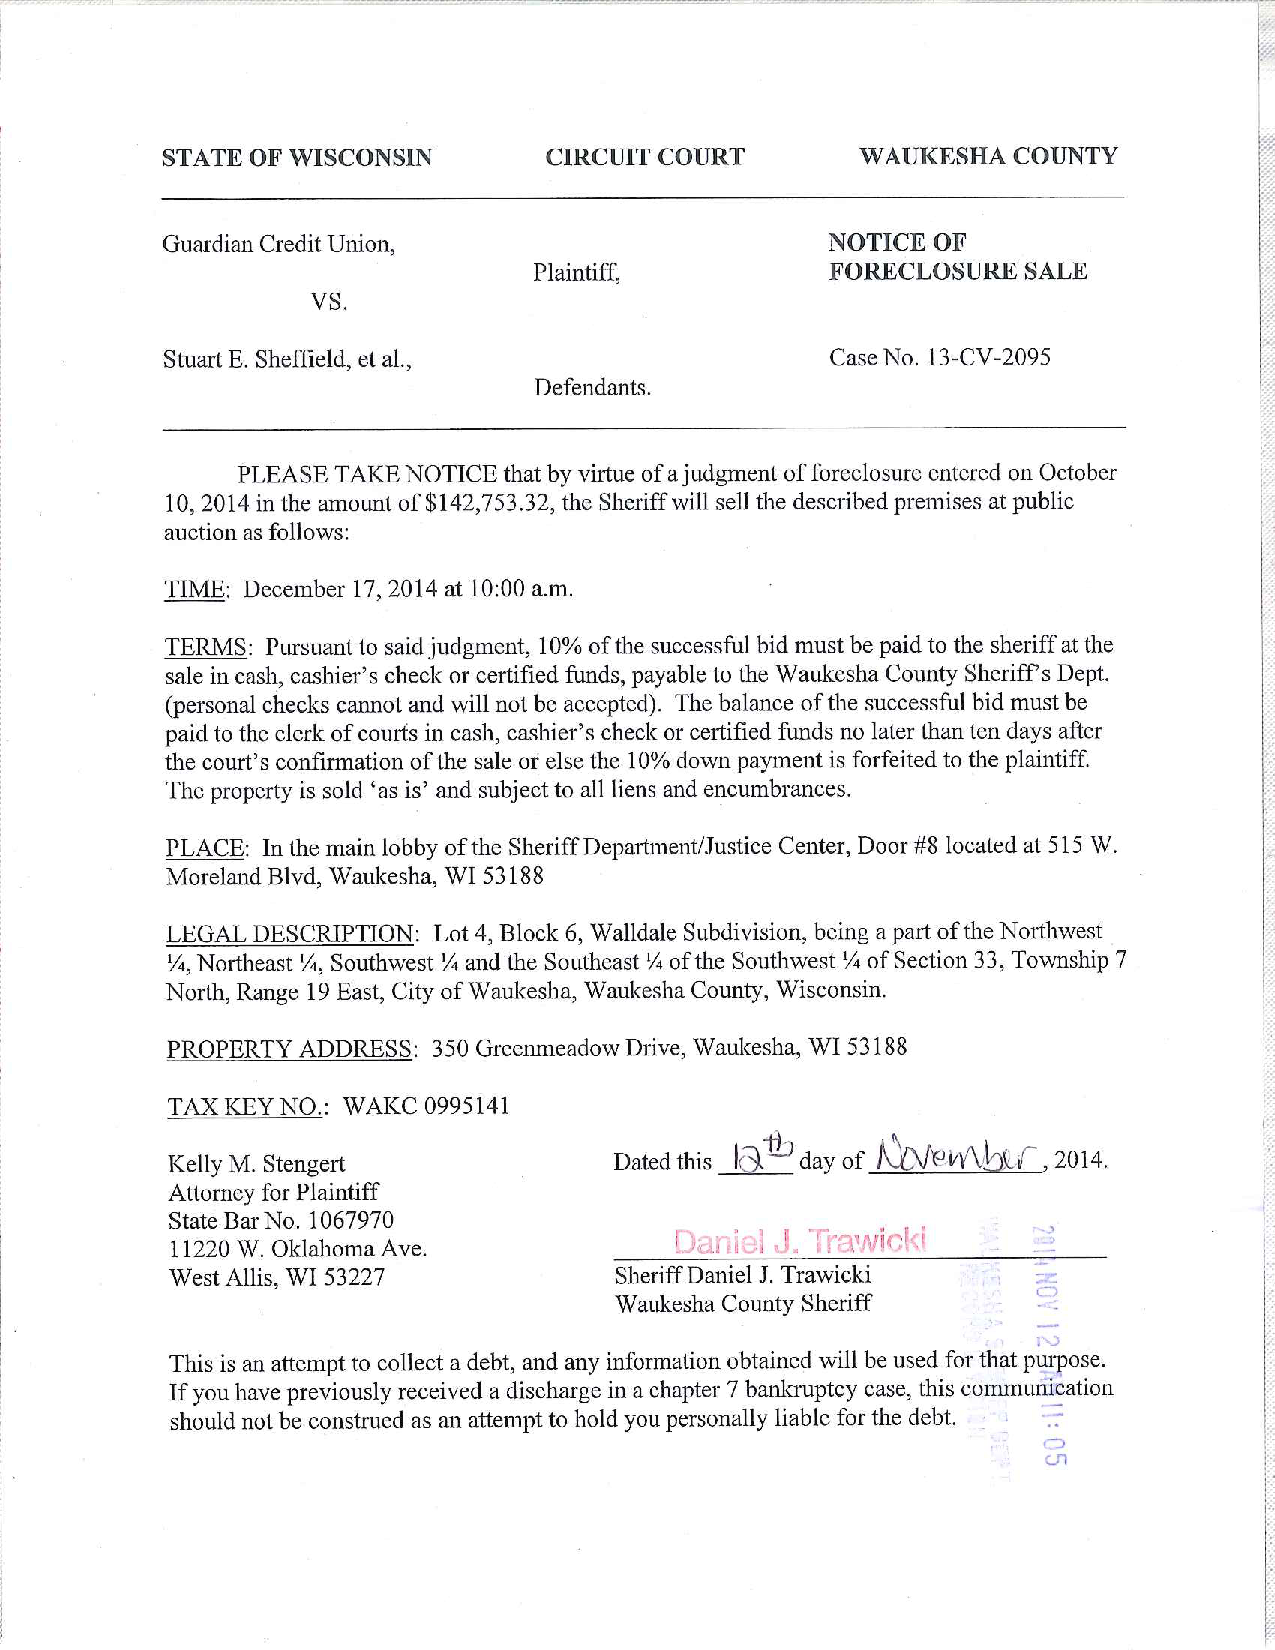 STATE OF WISCONSIN CIRCUIT COURT WAUKESHA COUNTY
Guardian Credit Union, NOTICE OF
Plaintiff, FORECLOSURE SALE
VS.
Stuart E. Sheffield, et al., Case No. 13-CV-2095
Defendants.
PLEASE TAKE NOTICE that by virtue of a judgment of foreclosure entered on October
10, 2014 in the amount of $142,753.32, the Sheriff will sell the described premises at public
auction as follows:
TIME: December 17, 2014 at 10:00 a.m.
TERMS: Pursuant to said judgment, 10% of the successful bid must be paid to the sheriff at the
sale in cash, cashier's check or certified funds, payable to the Waukesha County Sheriff's Dept.
(personal checks cannot and will not be accepted). The balance of the successful bid must be
paid to the clerk of courts in cash, cashier's check or certified funds no later than ten days after
the court's confirmation of the sale or else the 10% down payment is forfeited to the plaintiff.
The property is sold 'as is' and subject to all liens and encumbrances.
PLACE: In the main lobby of the Sheriff Department/Justice Center, Door #8 located at 515 W.
Moreland Blvd, Waukesha, WI 53188
LEGAL DESCRIPTION: Lot 4, Block 6, Walldale Subdivision, being a part of the Northwest
¼, Northeast ¼, Southwest ¼ and the Southeast ¼ of the Southwest ¼ of Section 33, Township 7
North, Range 19 East, City of Waukesha, Waukesha County, Wisconsin.
PROPERTY ADDRESS: 350 Greenmeadow Drive, Waukesha, WI 53188
TAX KEY NO.: WAKC 0995141
Kelly M. Stengert Dated this 12th day of November, 2014.
Attorney for Plaintiff
State Bar No. 1067970
11220 W. Oklahoma Ave. Daniel J. Trawicki
West Allis, WI 53227 Sheriff Daniel J. Trawicki
Waukesha County Sheriff
This is an attempt to collect a debt, and any information obtained will be used for that purpose.
If you have previously received a discharge in a chapter 7 bankruptcy case, this communication
should not be construed as an attempt to hold you personally liable for the debt.
2014 NOV 12 11: 05